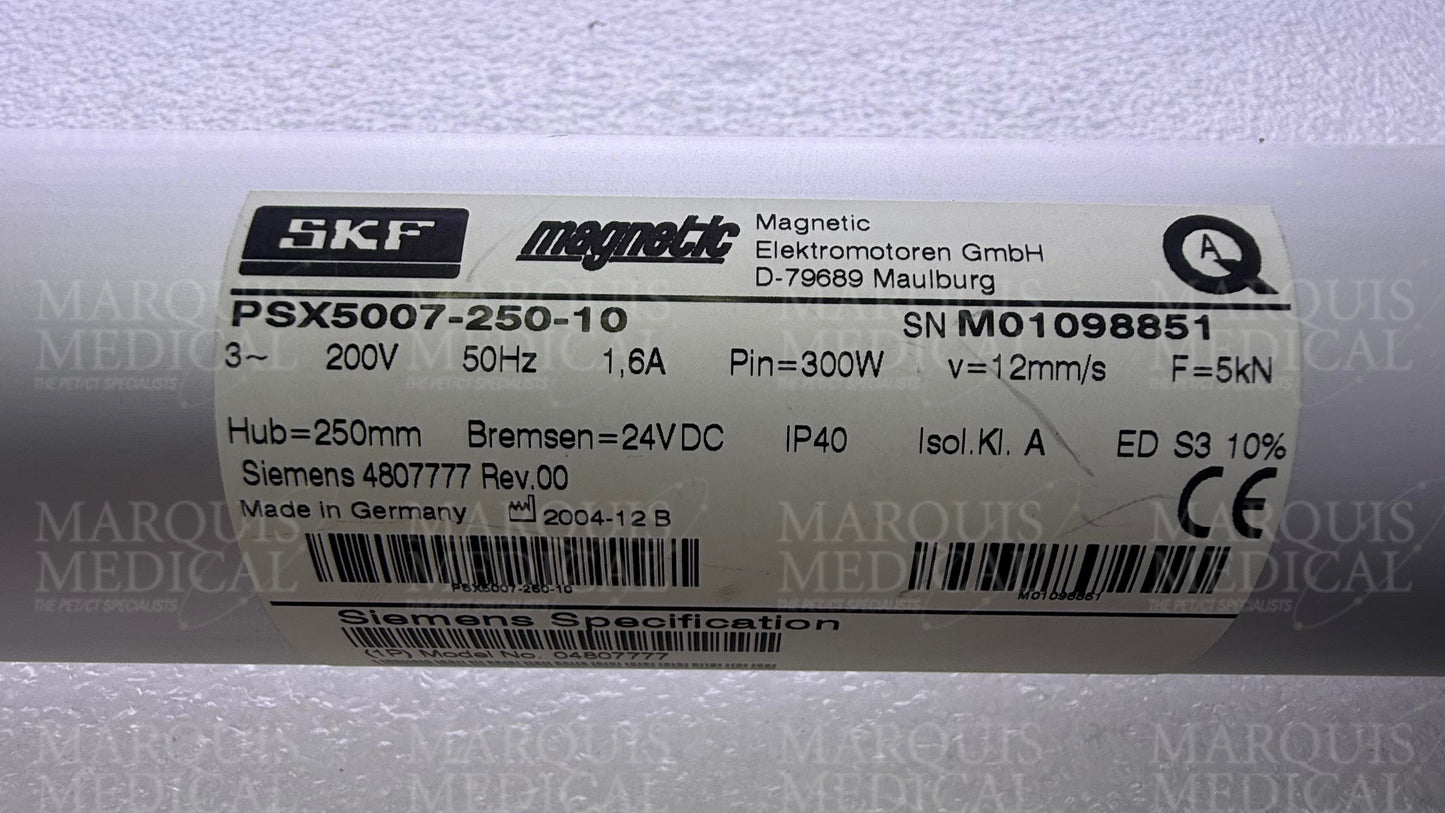 SKF
magnetic
Magnetic
Elektromotoren GmbH
D-79689 Maulburg
A
PSX5007-250-10
SN M01098851
3~ 200V 50Hz 1,6A Pin=300W v=12mm/s F=5kN
Hub=250mm Bremsen=24VDC IP40 Isol.Kl. A ED S3 10%
Siemens 4807777 Rev.00
CE
Made in Germany 2004-12 B
PSX5007-250-10
M01098851
Siemens Specification
(1P) Model No. 04807777
MARQUIS
MEDICAL
THE PET/CT SPECIALISTS